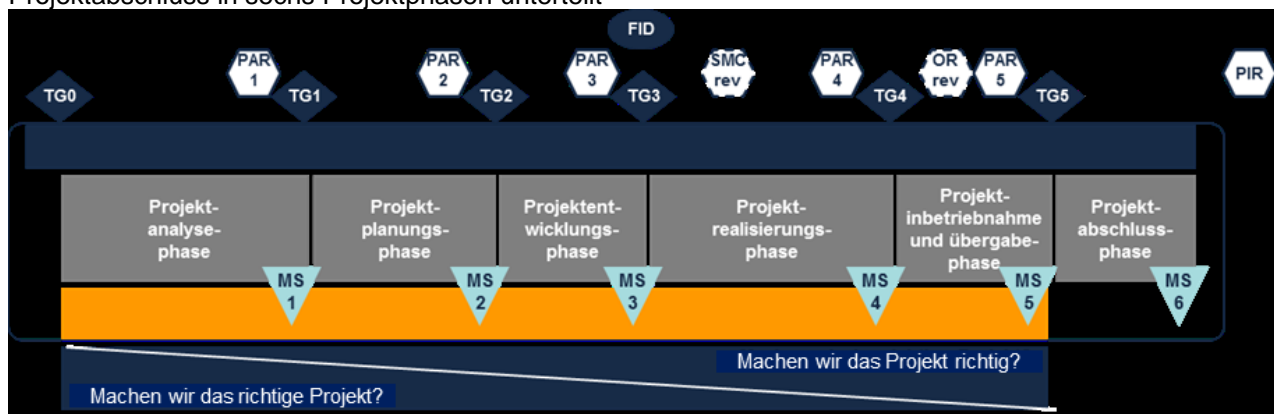 Projektabschluss in sechs Projektphasen unterteilt
FID
PAR
1
PAR
2
PAR
3
SMC
rev
PAR
4
OR
rev
PAR
5
PIR
TG0
TG1
TG2
TG3
TG4
TG5
Projekt-
analyse-
phase
Projekt-
planungs-
phase
Projektent-
wicklungs-
phase
Projekt-
realisierungs-
phase
Projekt-
inbetriebnahme
und übergabe-
phase
Projekt-
abschluss-
phase
MS
1
MS
2
MS
3
MS
4
MS
5
MS
6
Machen wir das Projekt richtig?
Machen wir das richtige Projekt?